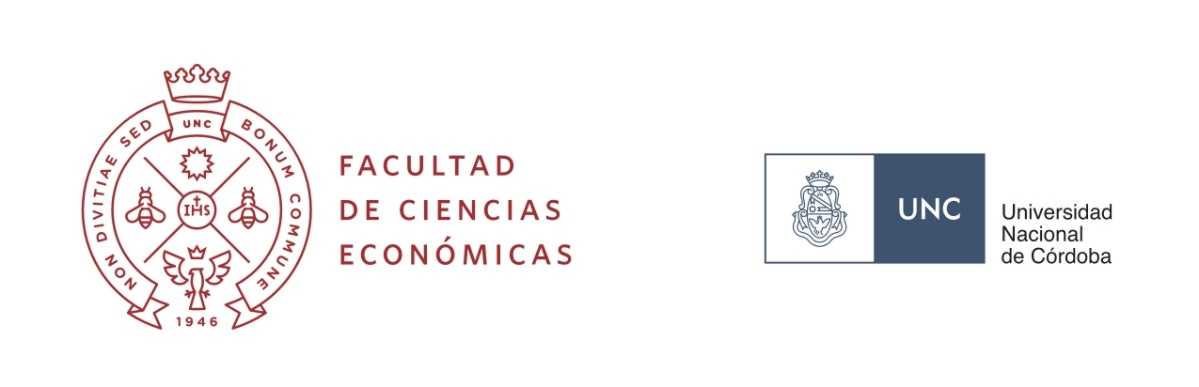 UNC
NON DIVITIAE SED BONUM COMMUNE
IHS
1946
FACULTAD
DE CIENCIAS
ECONÓMICAS
UNC
Universidad
Nacional
de Córdoba